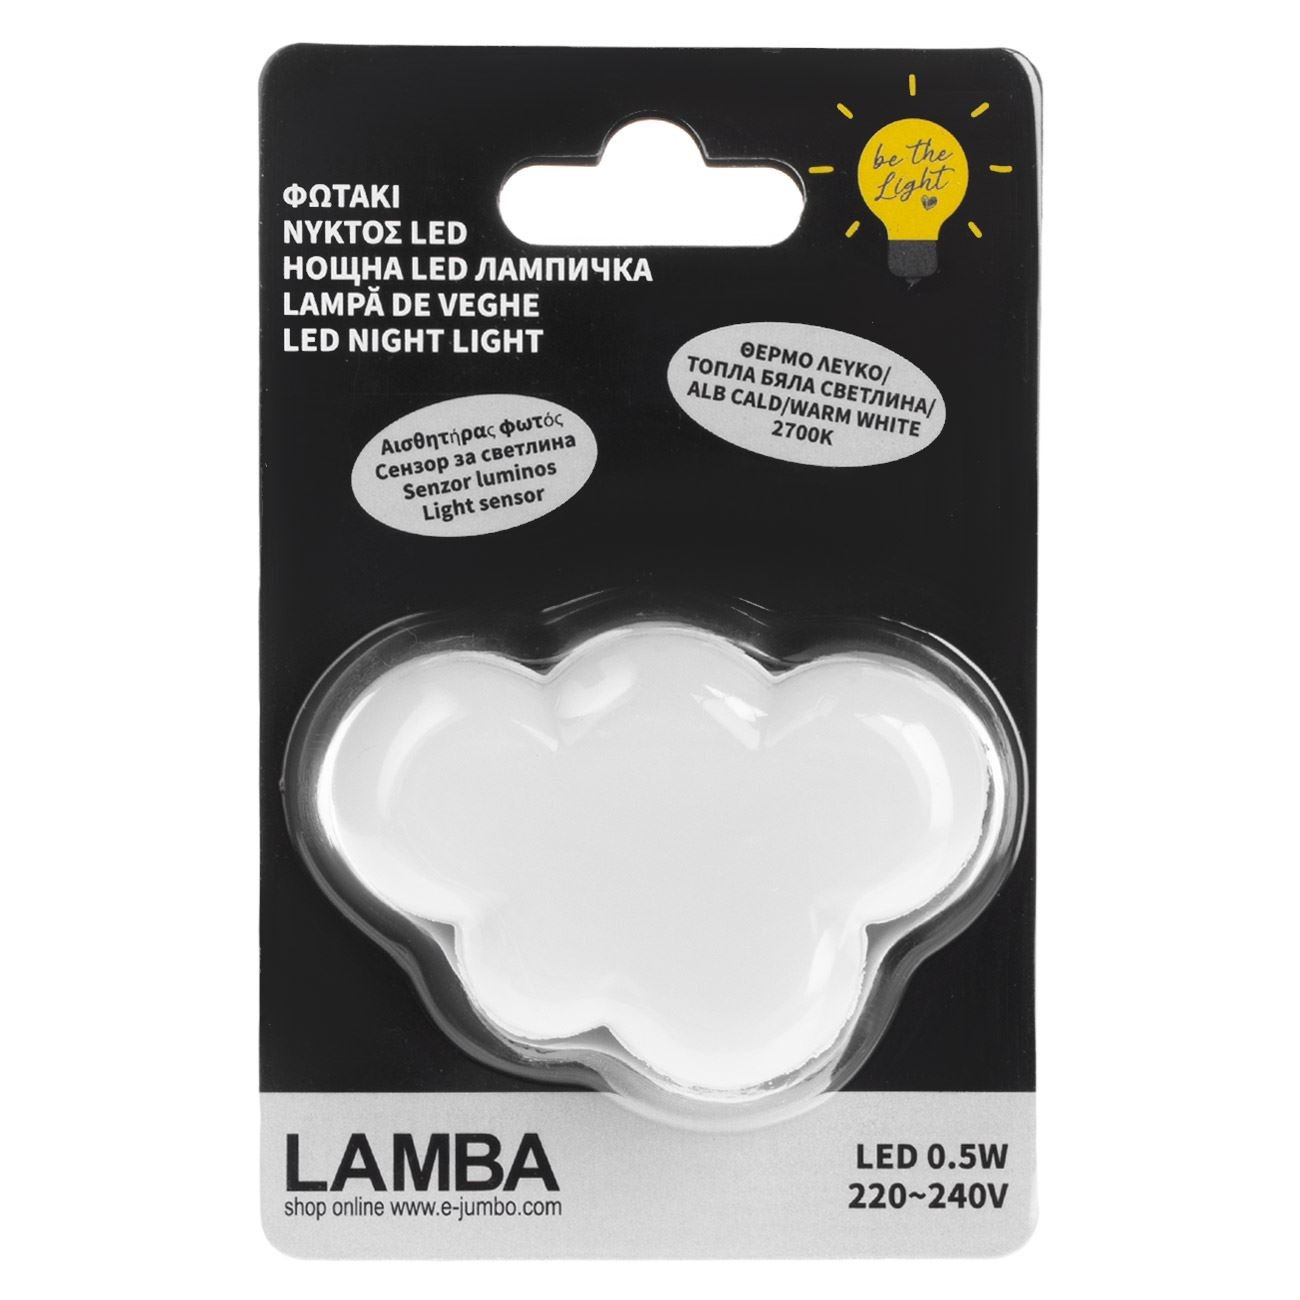 be the
Light
ΦΩΤΑΚΙ
ΝΥΚΤΟΣ LED
НОЩНА LED ЛАМПИЧКА
LAMPĂ DE VEGHE
LED NIGHT LIGHT
ΘΕΡΜΟ ΛΕΥΚΟ/
ТОПЛА БЯЛА СВЕТЛИНА/
ALB CALD/WARM WHITE
2700K
Αισθητήρας φωτός
Сензор за светлина
Senzor luminos
Light sensor
LAMBA
shop online www.e-jumbo.com
LED 0.5W
220~240V